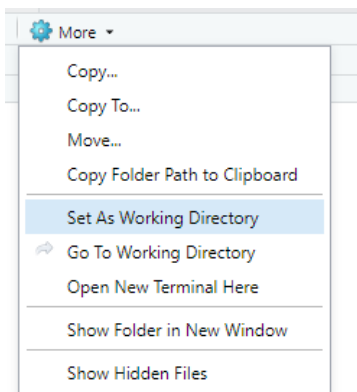 More
Copy...
Copy To...
Move...
Copy Folder Path to Clipboard
Set As Working Directory
Go To Working Directory
Open New Terminal Here
Show Folder in New Window
Show Hidden Files